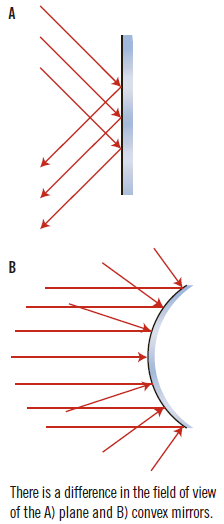 A
B
There is a difference in the field of view
of the A) plane and B) convex mirrors.